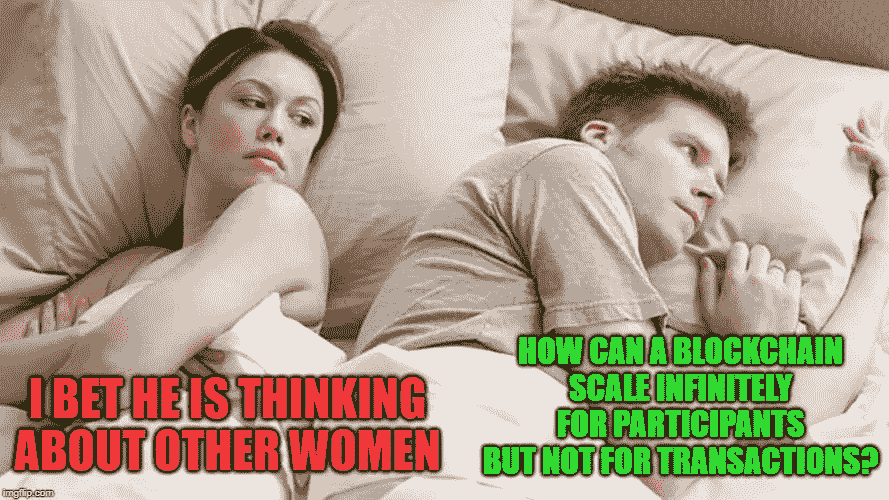 I BET HE IS THINKING
ABOUT OTHER WOMEN
HOW CAN A BLOCKCHAIN
SCALE INFINITELY
FOR PARTICIPANTS
BUT NOT FOR TRANSACTIONS?
imgflip.com